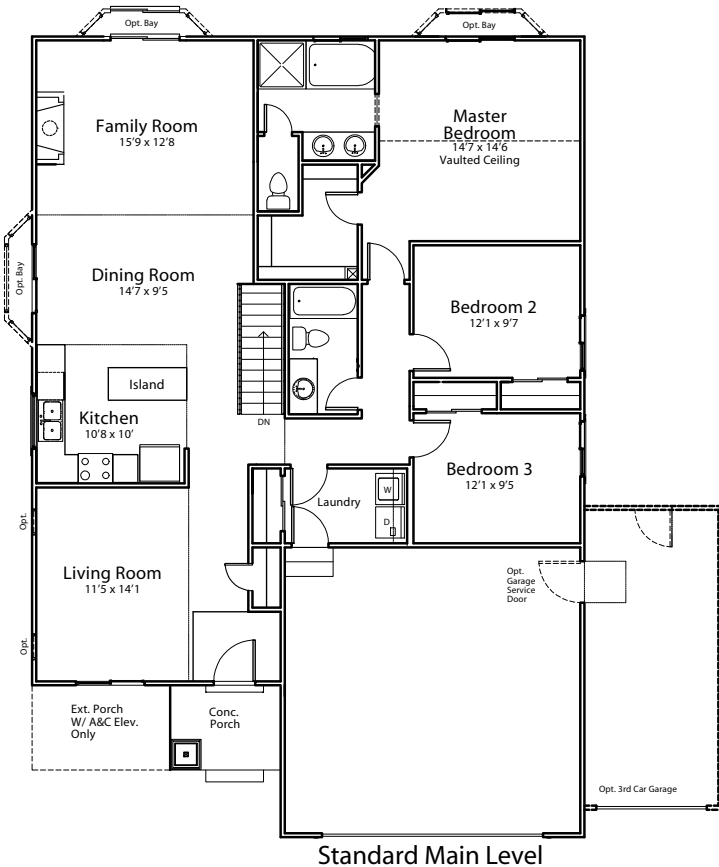 Opt. Bay
Opt. Bay
Family Room
15'9 x 12'8
Master
Bedroom
14'7 x 14'6
Vaulted Ceiling
Opt. Bay
Dining Room
14'7 x 9'5
Bedroom 2
12'1 x 9'7
Island
Kitchen
10'8 x 10'
DN
Bedroom 3
12'1 x 9'5
Laundry
W
D
Opt.
Living Room
11'5 x 14'1
Opt.
Garage
Service
Door
Opt.
Ext. Porch
W/ A&C Elev.
Only
Conc.
Porch
Opt. 3rd Car Garage
Standard Main Level